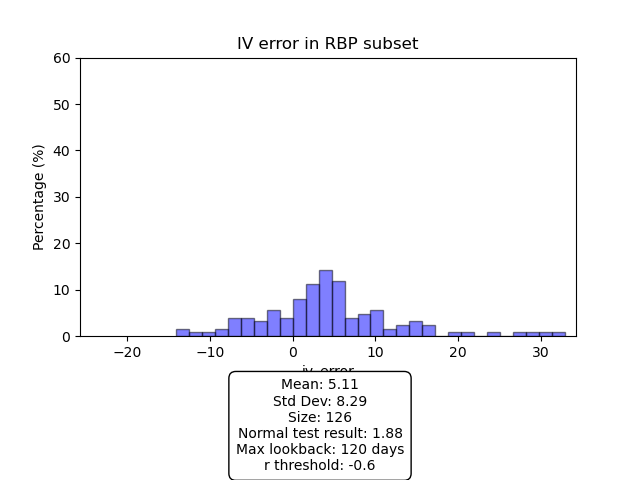 IV error in RBP subset
Percentage (%)
60
50
40
30
20
10
0
−20
−10
0
10
20
30
iv_error
Mean: 5.11
Std Dev: 8.29
Size: 126
Normal test result: 1.88
Max lookback: 120 days
r threshold: -0.6